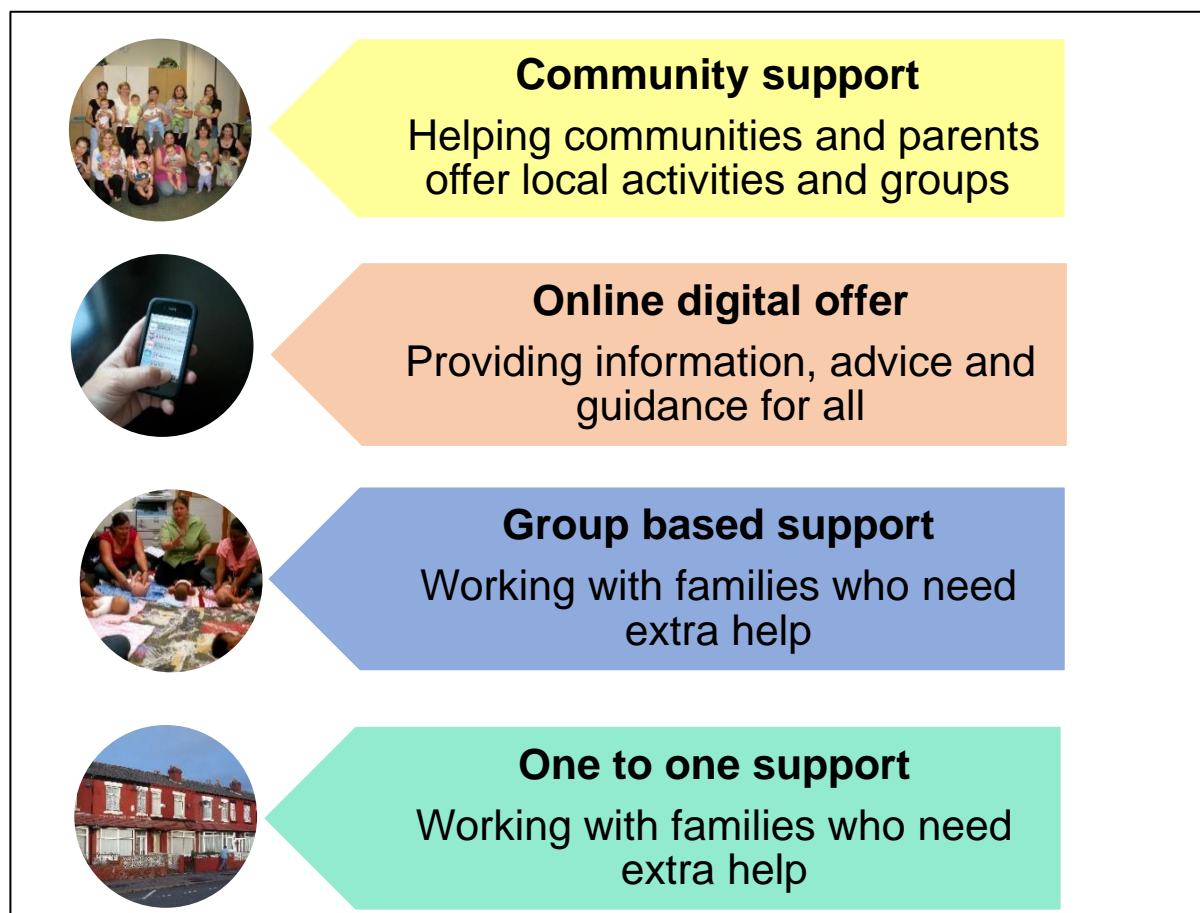 Community support
Helping communities and parents
offer local activities and groups
Online digital offer
Providing information, advice and
guidance for all
Group based support
Working with families who need
extra help
One to one support
Working with families who need
extra help